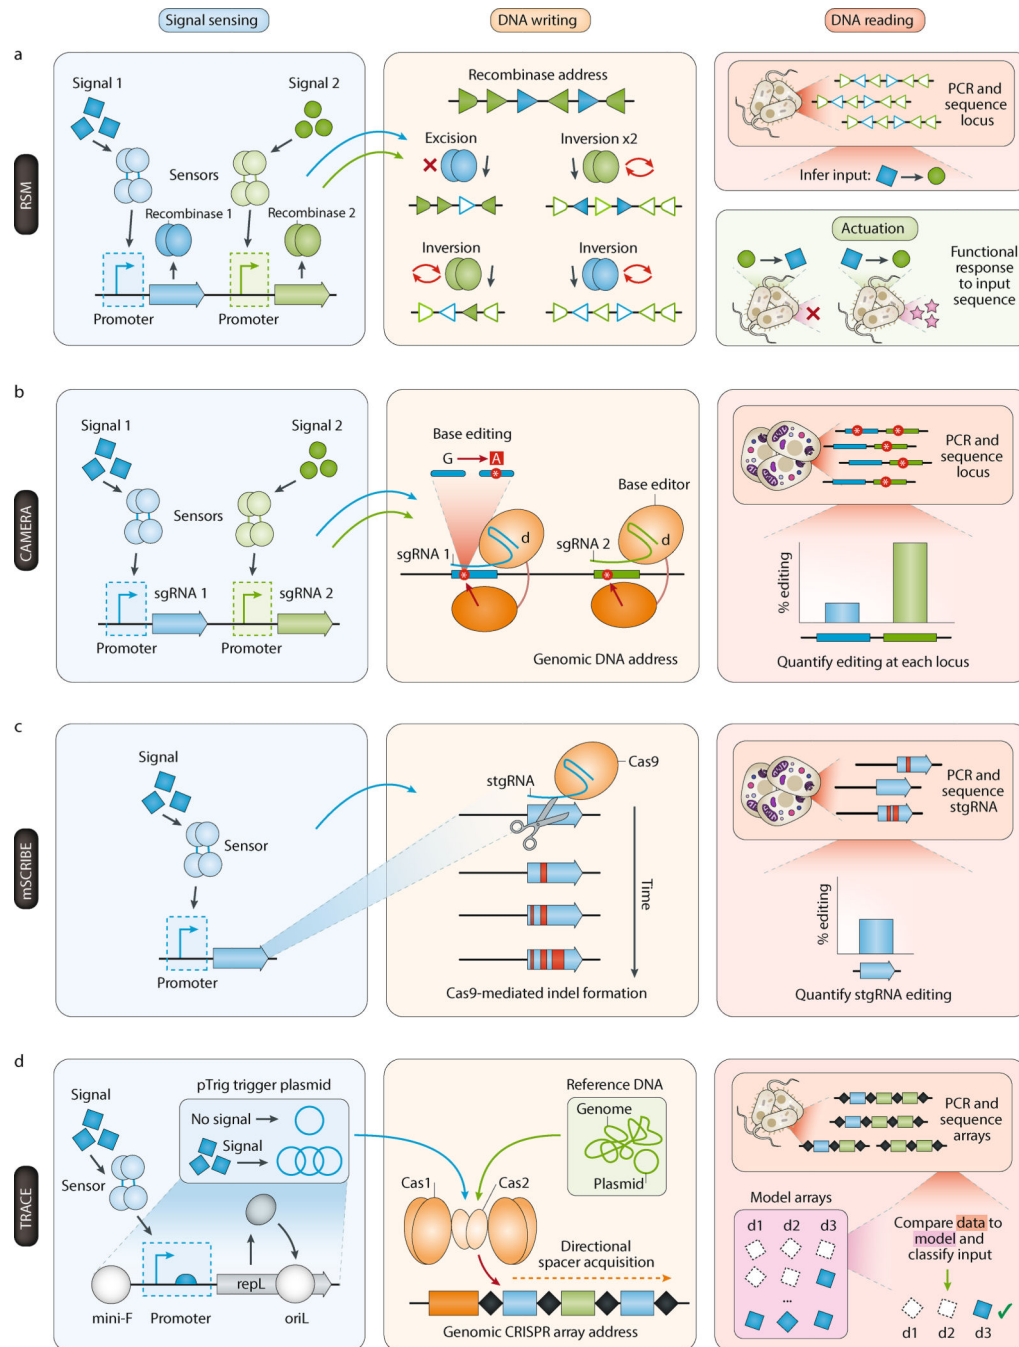 Signal sensing
DNA writing
DNA reading
a
RSM
Signal 1
Signal 2
Sensors
Recombinase 1
Recombinase 2
Promoter
Promoter
Recombinase address
Excision
Inversion x2
Inversion
Inversion
PCR and
sequence
locus
Infer input:
Actuation
Functional
response
to input
sequence
b
CAMERA
Signal 1
Signal 2
Sensors
sgRNA 1
sgRNA 2
Promoter
Promoter
Base editing
G
A
*
Base editor
d
d
sgRNA 1
sgRNA 2
*
*
Genomic DNA address
PCR and
sequence
locus
* *
*
*
* *
% editing
Quantify editing at each locus
c
mSCRIBE
Signal
Sensor
Promoter
stgRNA
Cas9
Time
Cas9-mediated indel formation
PCR and
sequence
stgRNA
% editing
Quantify stgRNA editing
d
TRACE
Signal
Sensor
pTrig trigger plasmid
No signal
Signal
repL
mini-F
Promoter
oriL
Reference DNA
Genome
Plasmid
Cas1
Cas2
Directional
spacer acquisition
Genomic CRISPR array address
PCR and
sequence
arrays
Model arrays
d1 d2 d3
...
Compare data to
model and
classify input
d1 d2 d3